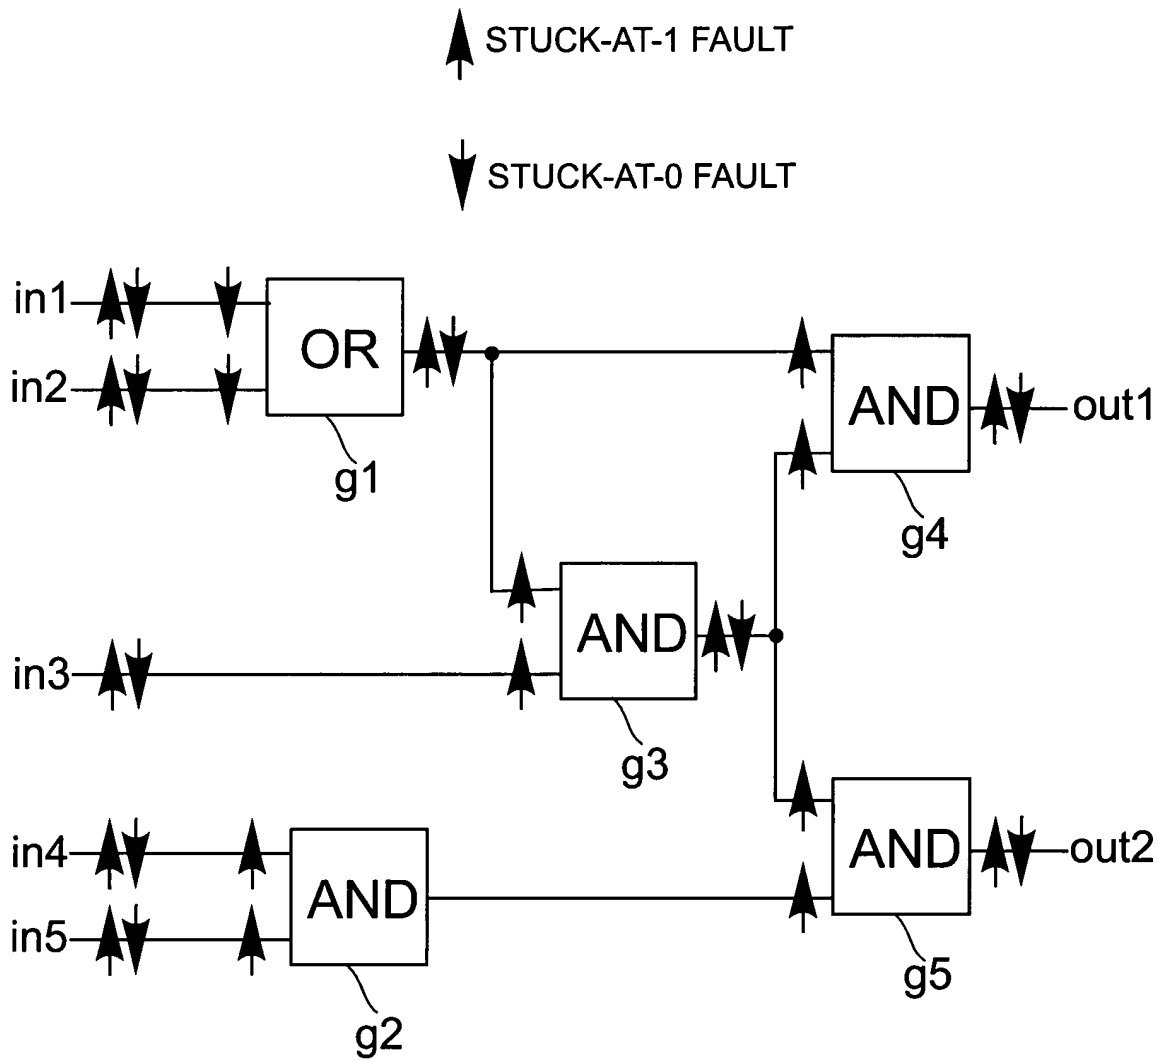 STUCK-AT-1 FAULT
STUCK-AT-0 FAULT
in1
in2
OR
g1
AND
out1
g4
in3
AND
g3
in4
in5
AND
g2
AND
out2
g5